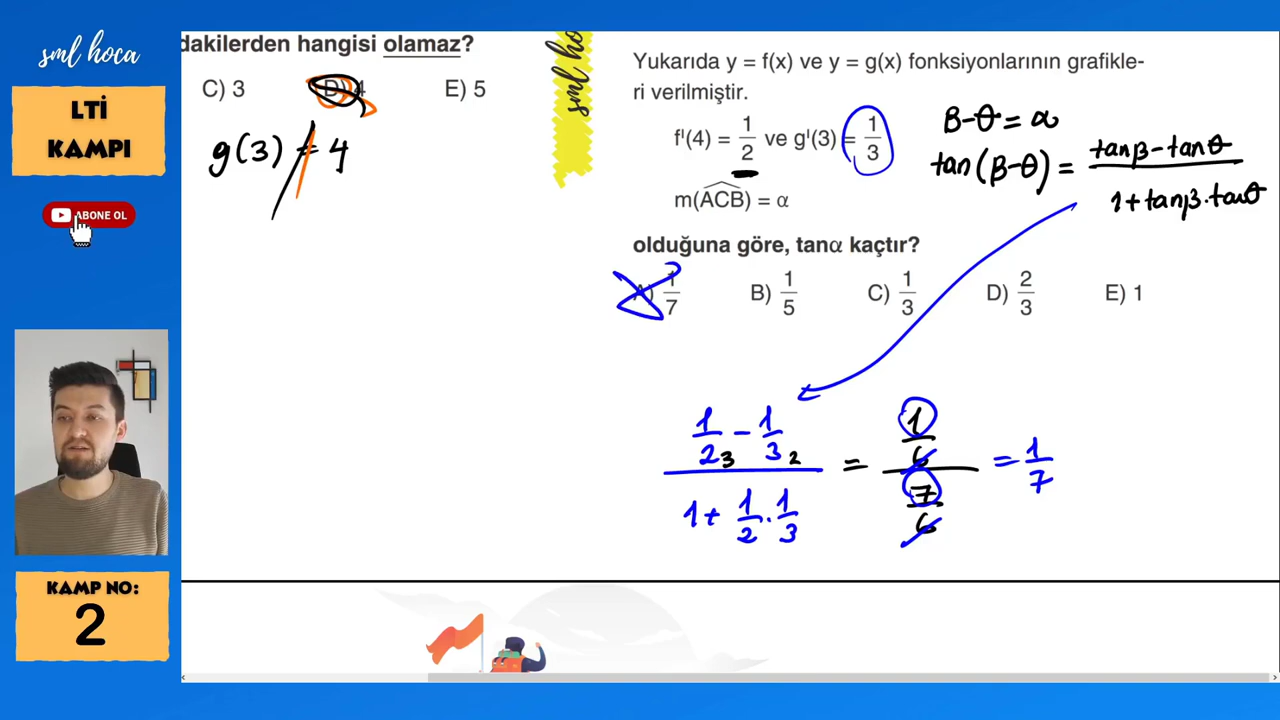 sml hoca
LTİ
KAMPI
ABONE OL
KAMP NO:
2
dakilerden hangisi olamaz?
C) 3 D) 4 E) 5
g(3) = 4
sml ho
Yukarıda y = f(x) ve y = g(x) fonksiyonlarının grafikle-
ri verilmiştir.
f'(4) = 1/2 ve g'(3) = 1/3
m(ACB) = α
olduğuna göre, tanα kaçtır?
A) 1/7 B) 1/5 C) 1/3 D) 2/3 E) 1
β-θ = α
tan(β-θ) = (tanβ - tanθ)/(1+tanβ.tanθ)
(1/2 - 1/3)/(1+ 1/2 . 1/3) = (1/6)/(7/6) = 1/7
3 2